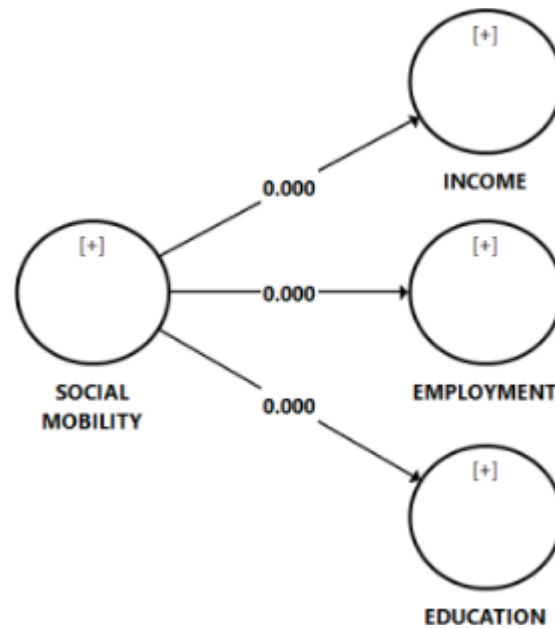 [+]
INCOME
0.000
[+]
SOCIAL
MOBILITY
0.000
[+]
EMPLOYMENT
0.000
[+]
EDUCATION